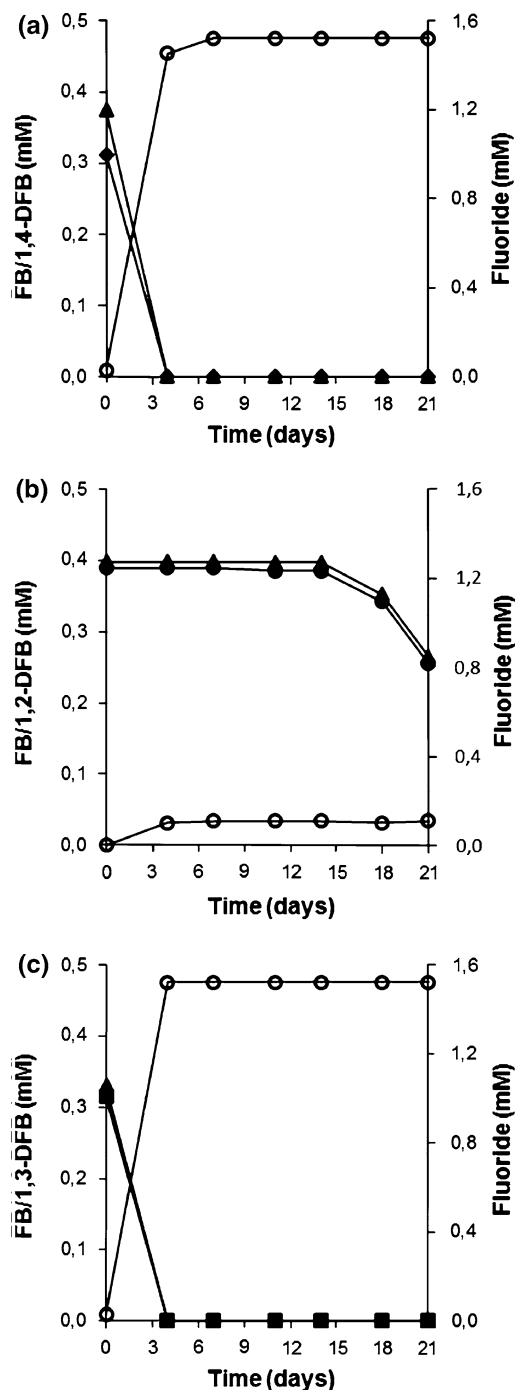 (a)
0,5
0,4
0,3
0,2
0,1
0,0
FB/1,4-DFB (mM)
1,6
1,2
0,8
0,4
0,0
Fluoride (mM)
0 3 6 9 12 15 18 21
Time (days)
(b)
0,5
0,4
0,3
0,2
0,1
0,0
FB/1,2-DFB (mM)
1,6
1,2
0,8
0,4
0,0
Fluoride (mM)
0 3 6 9 12 15 18 21
Time (days)
(c)
0,5
0,4
0,3
0,2
0,1
0,0
FB/1,3-DFB (mM)
1,6
1,2
0,8
0,4
0,0
Fluoride (mM)
0 3 6 9 12 15 18 21
Time (days)